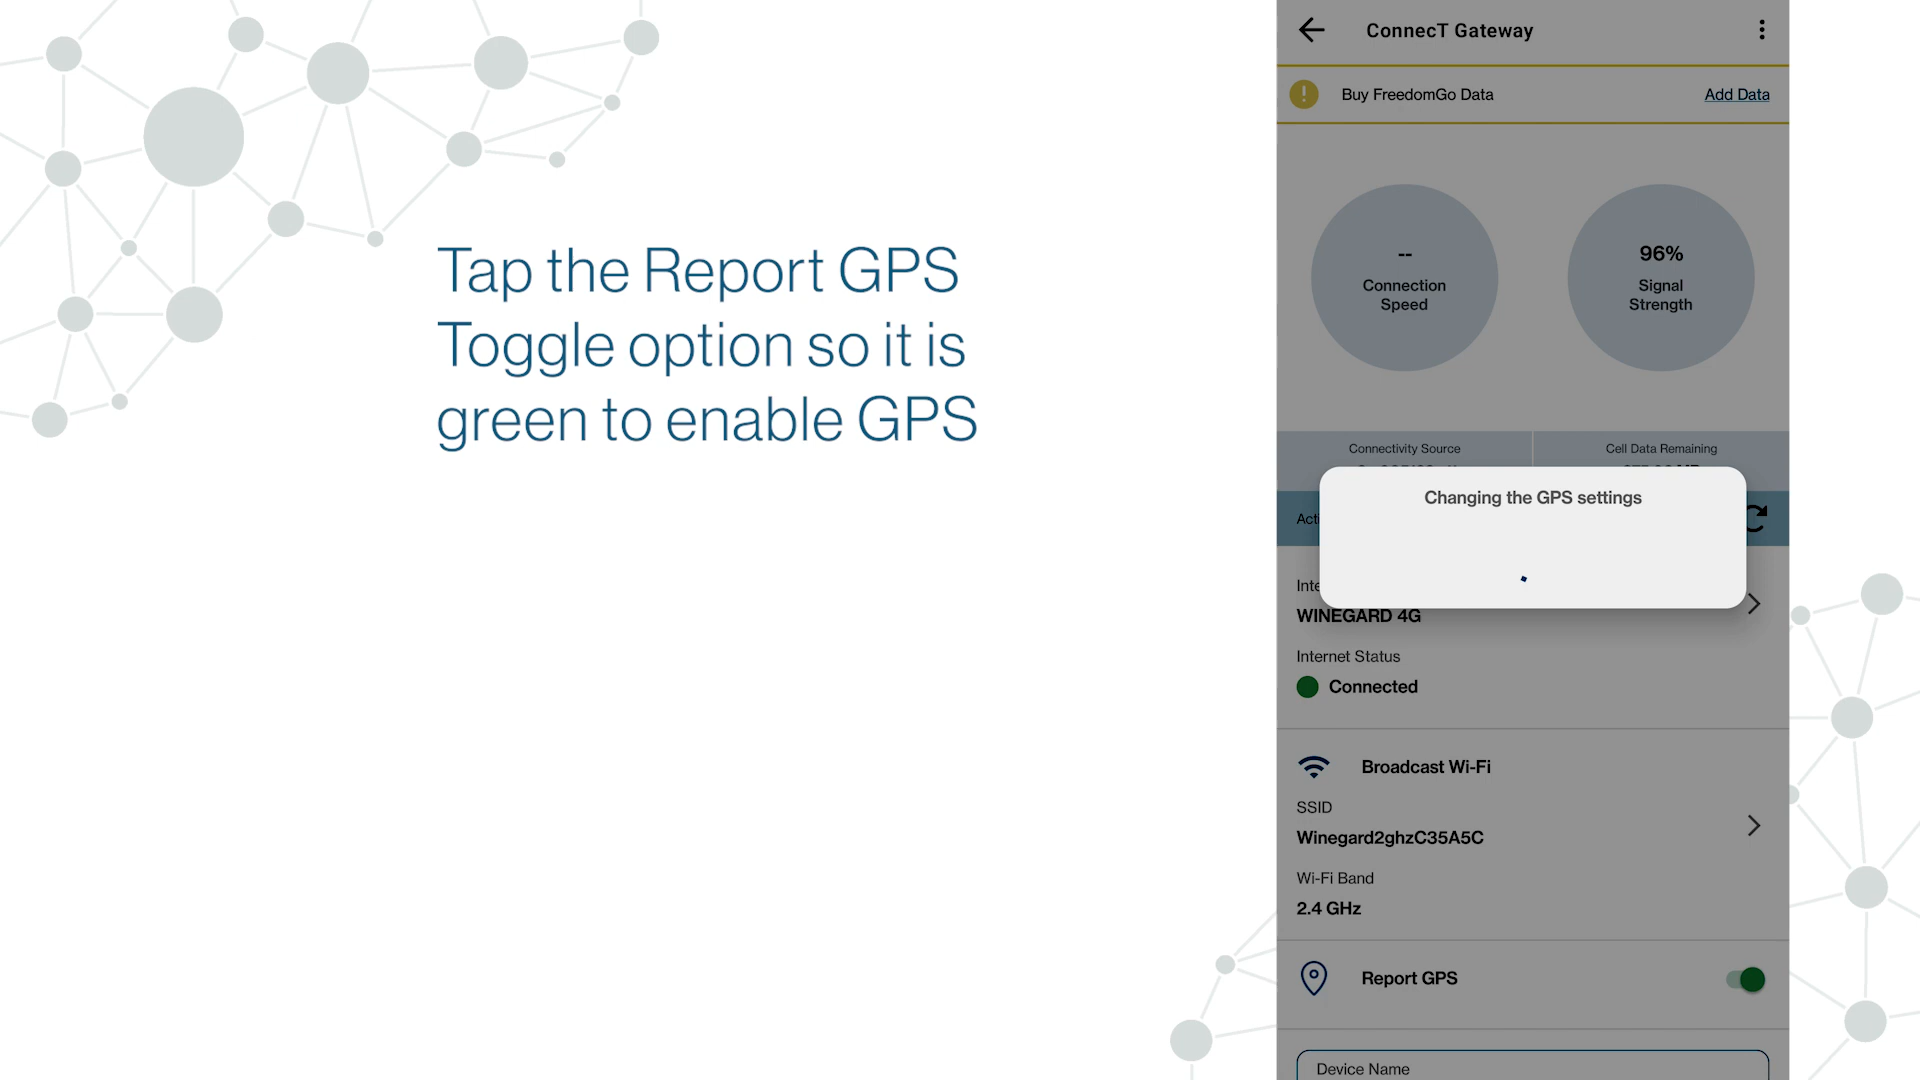 Tap the Report GPS
Toggle option so it is
green to enable GPS
ConnecT Gateway
! Buy FreedomGo Data Add Data
--
Connection
Speed
96%
Signal
Strength
Connectivity Source
Cell Data Remaining
Changing the GPS settings
WINEGARD 4G
Internet Status
Connected
Broadcast Wi-Fi
SSID
Winegard2ghzC35A5C
Wi-Fi Band
2.4 GHz
Report GPS
Device Name